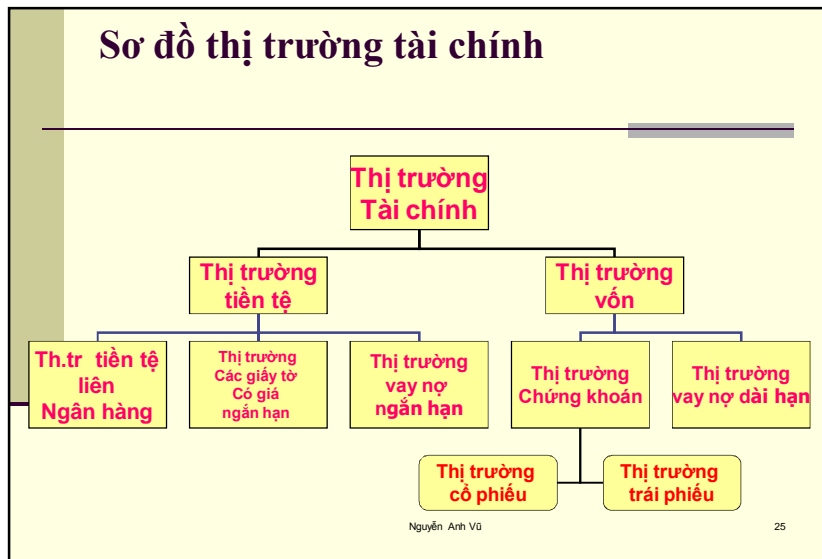 Sơ đồ thị trường tài chính
Thị trường
Tài chính
Thị trường
tiền tệ
Thị trường
vốn
Th.tr tiền tệ
liên
Ngân hàng
Thị trường
Các giấy tờ
Có giá
ngắn hạn
Thị trường
vay nợ
ngắn hạn
Thị trường
Chứng khoán
Thị trường
vay nợ dài hạn
Thị trường
cổ phiếu
Thị trường
trái phiếu
Nguyễn Anh Vũ
25